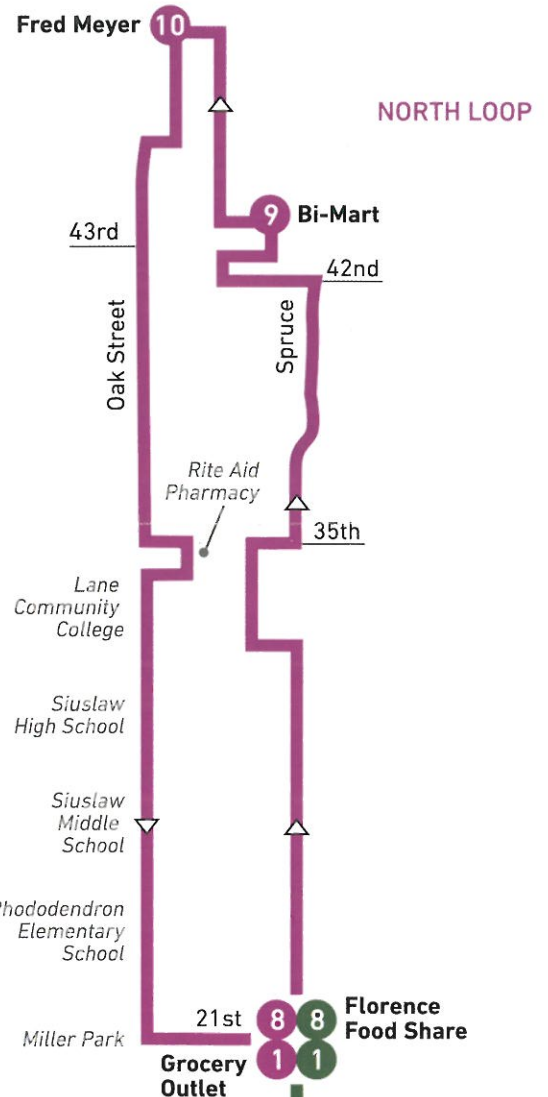 Fred Meyer
10
NORTH LOOP
9
Bi-Mart
43rd
42nd
Oak Street
Spruce
Rite Aid
Pharmacy
35th
Lane
Community
College
Siuslaw
High School
Siuslaw
Middle
School
Rhododendron
Elementary
School
21st
8
8
Florence
Food Share
Miller Park
1
1
Grocery
Outlet